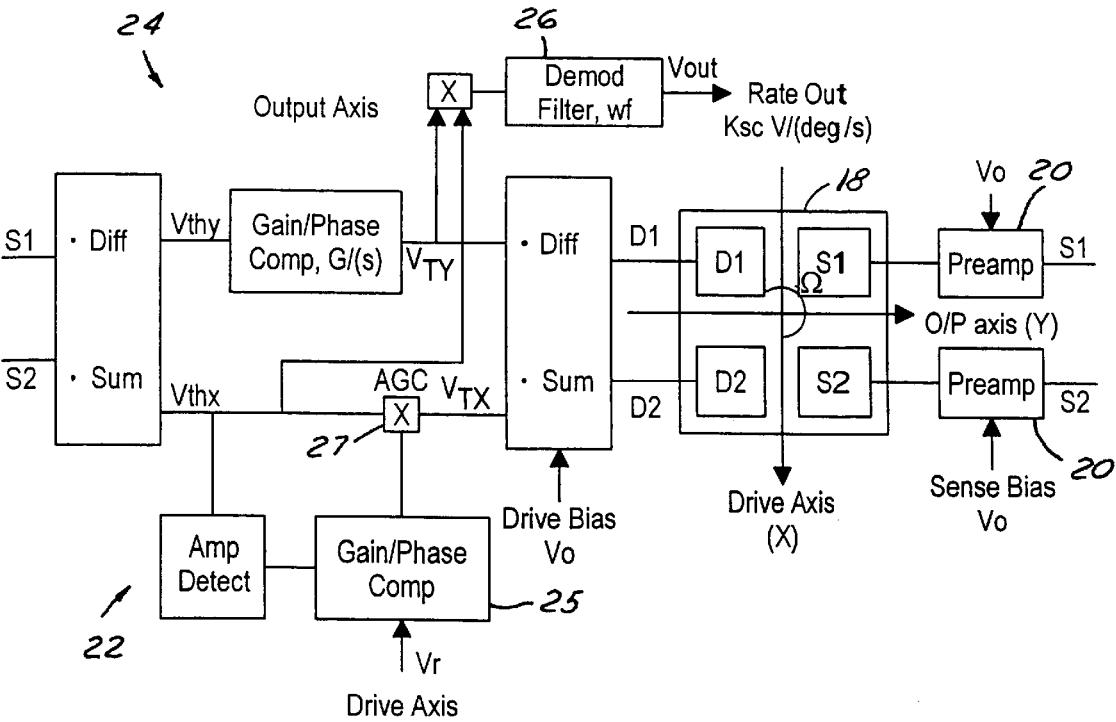 24
26
Output Axis
X
Demod
Filter, wf
Vout
Rate Out
Ksc V/(deg/s)
S1
S2
· Diff
· Sum
Vthy
Vthx
Gain/Phase
Comp, G/(s)
VTY
AGC
X
VTX
27
· Diff
· Sum
D1
D2
18
D1
S1
D2
S2
Ω
O/P axis (Y)
Vo
20
Preamp
S1
Preamp
S2
20
Sense Bias
Vo
Drive Axis
(X)
Drive Bias
Vo
Amp
Detect
Gain/Phase
Comp
25
22
Vr
Drive Axis